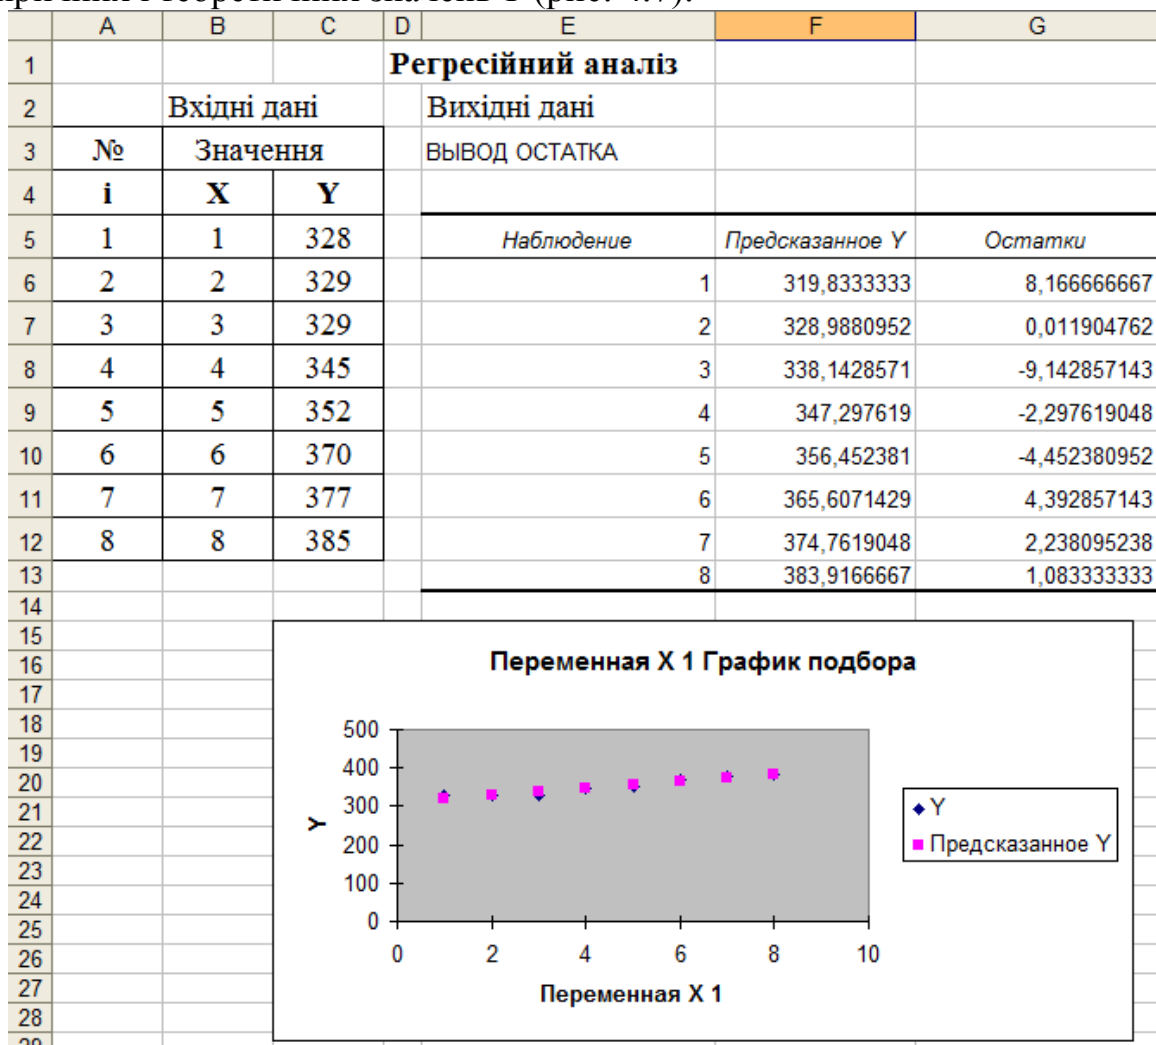 значень Y (рис. 4.7).
A B C D E F G
1 Регресійний аналіз
2 Вхідні дані Вихідні дані
3 № Значення ВЫВОД ОСТАТКА
4 i X Y
5 1 1 328 Наблюдение Предсказанное Y Остатки
6 2 2 329 1 319,8333333 8,166666667
7 3 3 329 2 328,9880952 0,011904762
8 4 4 345 3 338,1428571 -9,142857143
9 5 5 352 4 347,297619 -2,297619048
10 6 6 370 5 356,452381 -4,452380952
11 7 7 377 6 365,6071429 4,392857143
12 8 8 385 7 374,7619048 2,238095238
13 8 383,9166667 1,083333333
14
15
16 Переменная X 1 График подбора
17
18 500
19
20 400
21 300
22 200
23 100
24
25 0
26 0 2 4 6 8 10
27 Переменная X 1
28
Y
Y
Предсказанное Y